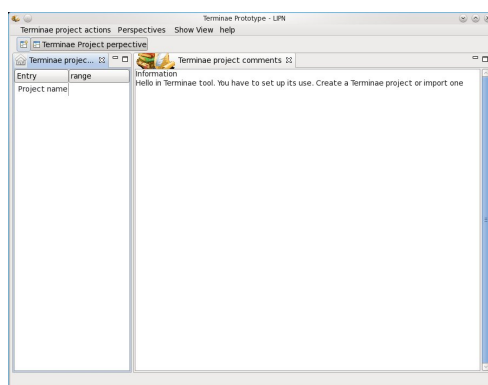 Terminae Prototype - LIPN
Terminae project actions Perspectives Show View help
Terminae Project perpective
Terminae projec...
Terminae project comments
Entry range
Project name
Information
Hello in Terminae tool. You have to set up its use. Create a Terminae project or import one